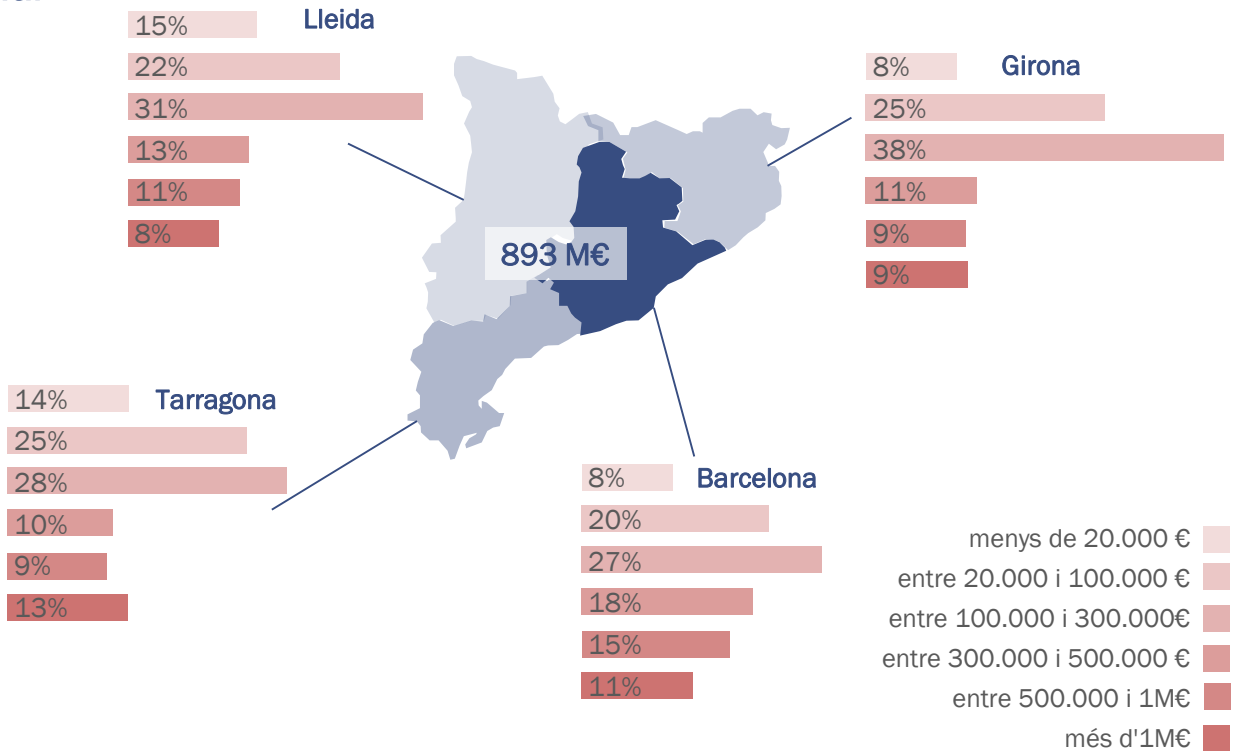 Lleida
15%
22%
31%
13%
11%
8%
Girona
8%
25%
38%
11%
9%
9%
893 M€
Tarragona
14%
25%
28%
10%
9%
13%
Barcelona
8%
20%
27%
18%
15%
11%
menys de 20.000 €
entre 20.000 i 100.000 €
entre 100.000 i 300.000€
entre 300.000 i 500.000 €
entre 500.000 i 1M€
més d'1M€